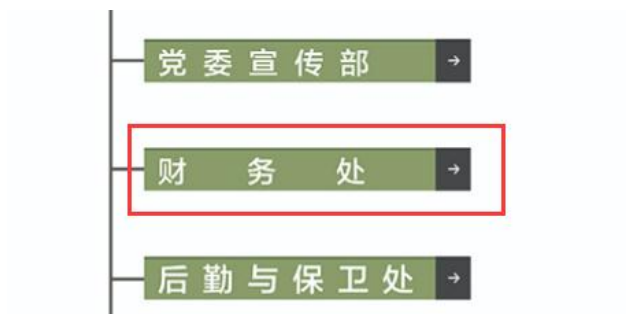 党委宣传部 →
财务处 →
后勤与保卫处 →